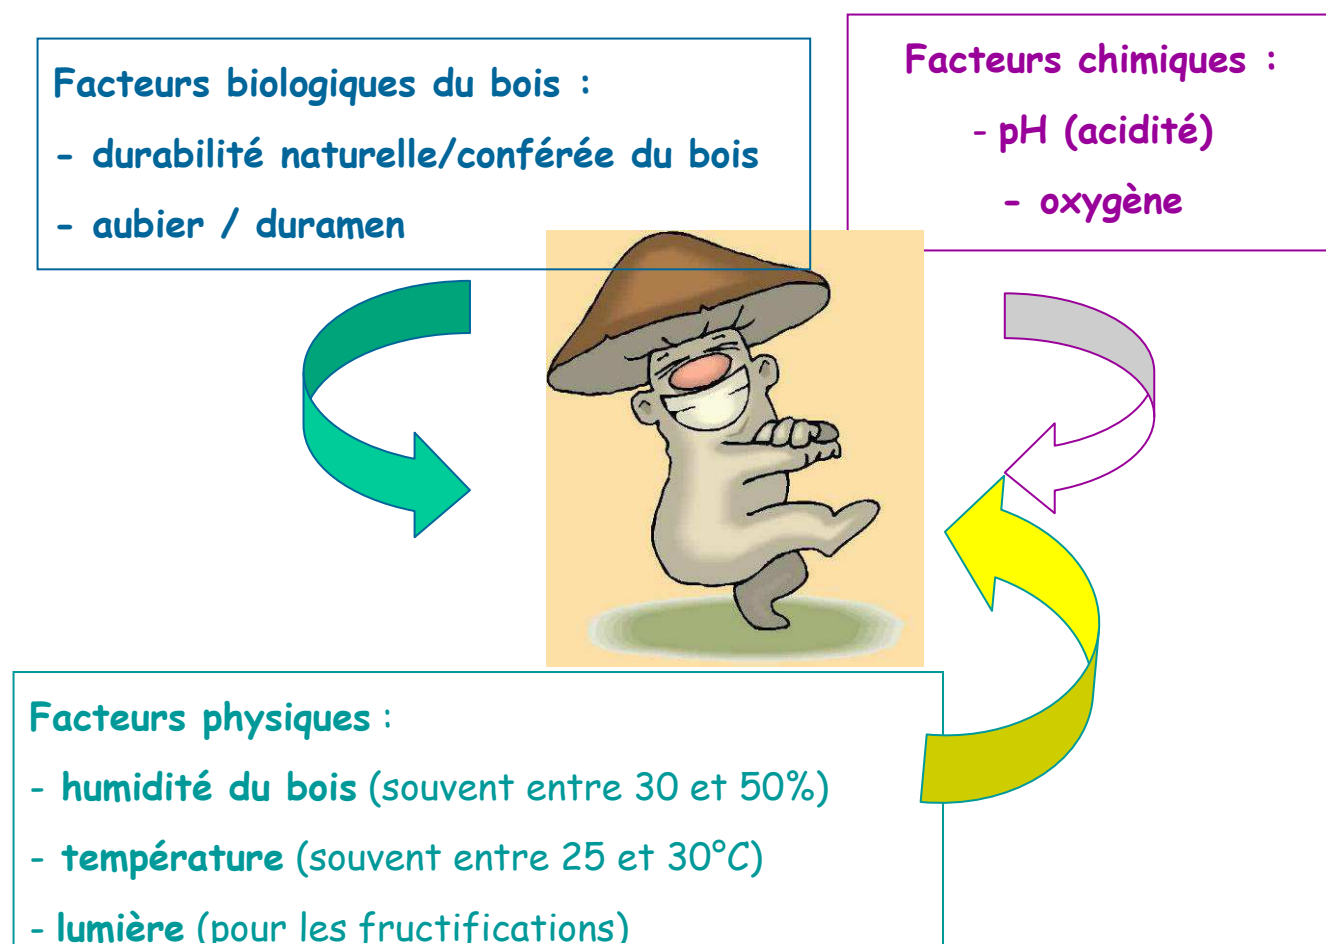 Facteurs biologiques du bois :
- durabilité naturelle/conférée du bois
- aubier / duramen
Facteurs chimiques :
- pH (acidité)
- oxygène
Facteurs physiques :
- humidité du bois (souvent entre 30 et 50%)
- température (souvent entre 25 et 30°C)
- lumière (pour les fructifications)